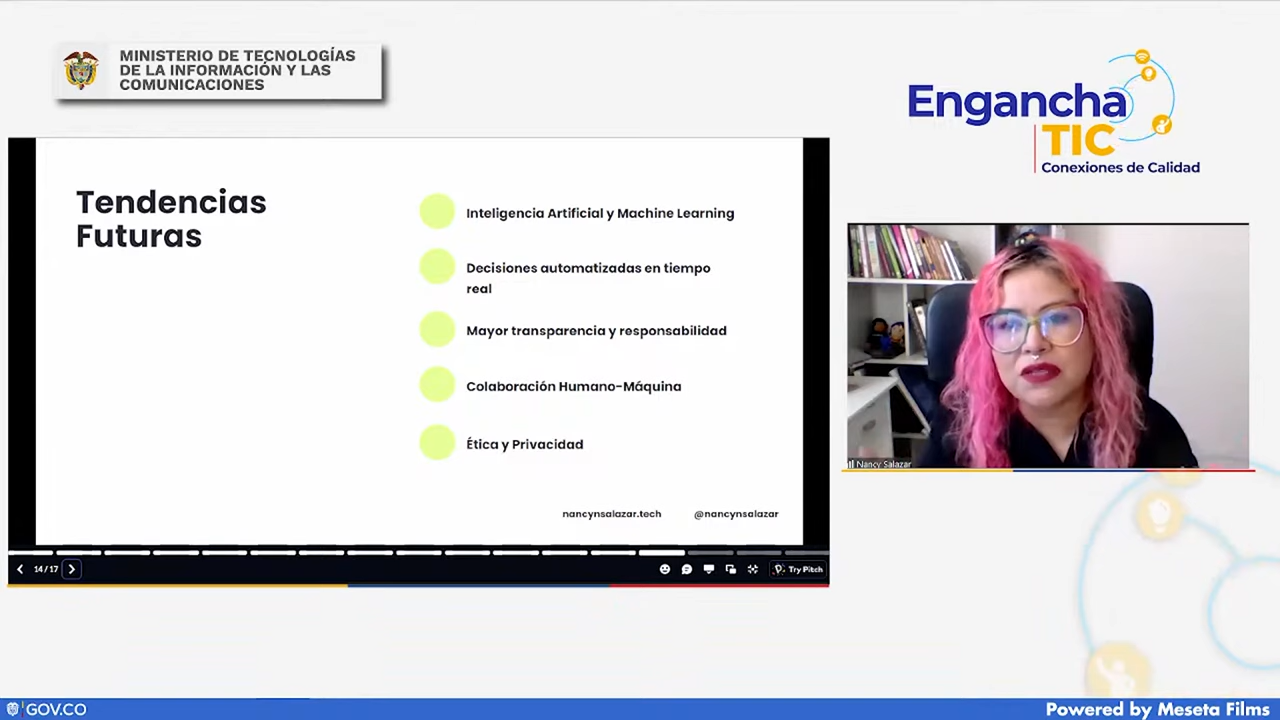 MINISTERIO DE TECNOLOGÍAS
DE LA INFORMACIÓN Y LAS
COMUNICACIONES
Engancha
TIC
Conexiones de Calidad
Tendencias
Futuras
Inteligencia Artificial y Machine Learning
Decisiones automatizadas en tiempo
real
Mayor transparencia y responsabilidad
Colaboración Humano-Máquina
Ética y Privacidad
nancynsalazar.tech
@nancynsalazar
14/17
Try Pitch
Nancy Salazar
GOV.CO
Powered by Meseta Films